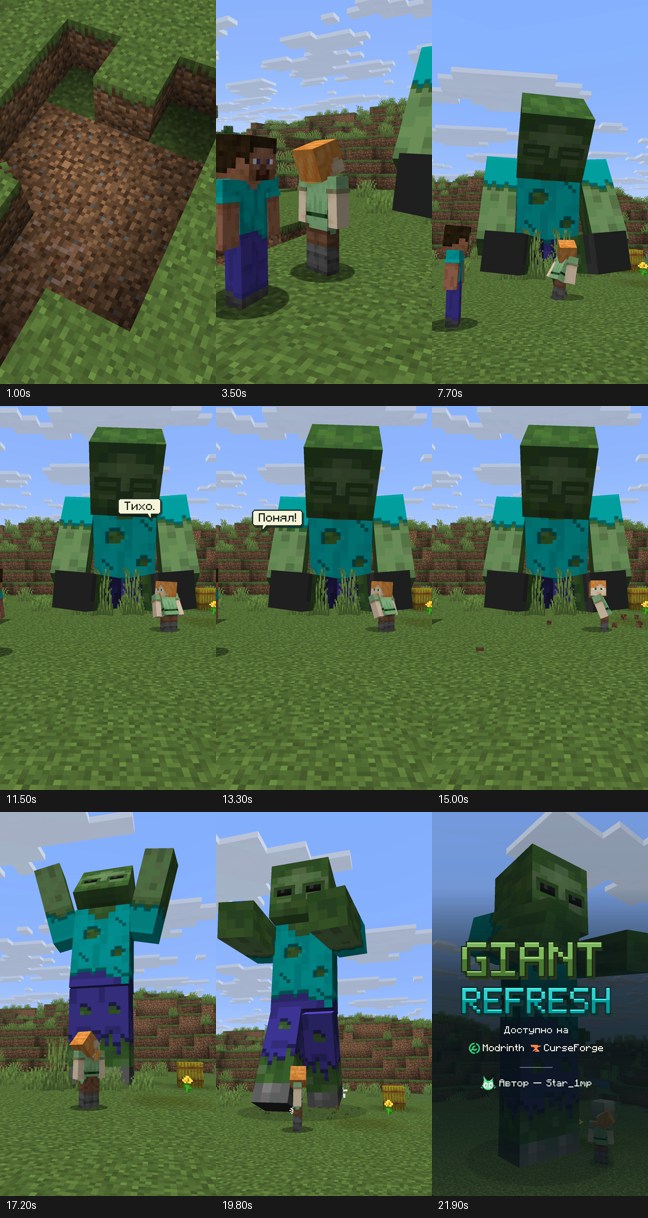 1.00s
3.50s
7.70s
Тихо.
11.50s
Понял!
13.30s
15.00s
17.20s
19.80s
GIANT
REFRESH
Доступно на
Modrinth CurseForge
Автор — Star_1mp
21.90s